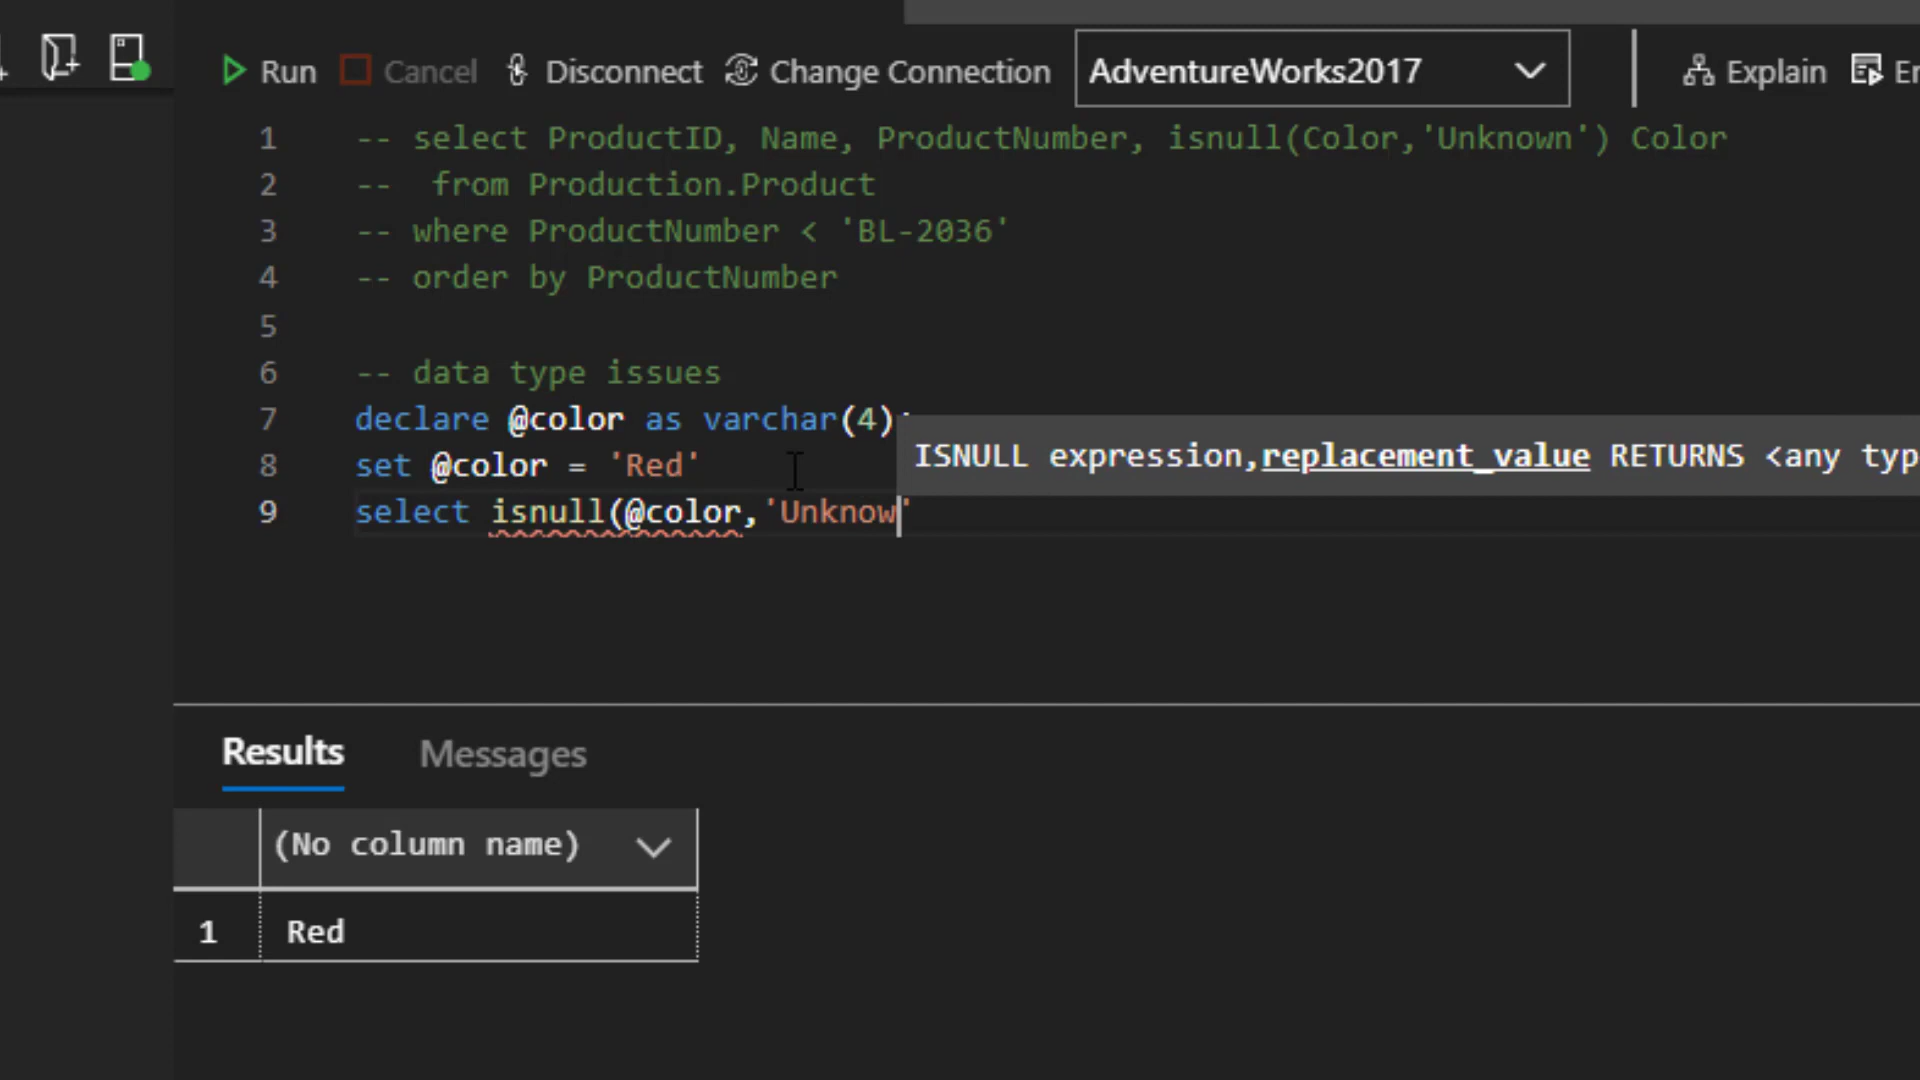 Run Cancel Disconnect Change Connection AdventureWorks2017 Explain
1 -- select ProductID, Name, ProductNumber, isnull(Color,'Unknown') Color
2 -- from Production.Product
3 -- where ProductNumber < 'BL-2036'
4 -- order by ProductNumber
5
6 -- data type issues
7 declare @color as varchar(4);
8 set @color = 'Red'
ISNULL expression,replacement_value RETURNS <any typ
9 select isnull(@color,'Unknow'
Results Messages
(No column name)
1 Red